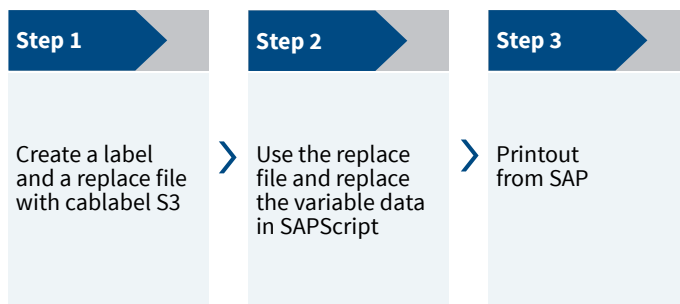 Step 1
Create a label
and a replace file
with cablabel S3
Step 2
Use the replace
file and replace
the variable data
in SAPScript
Step 3
Printout
from SAP